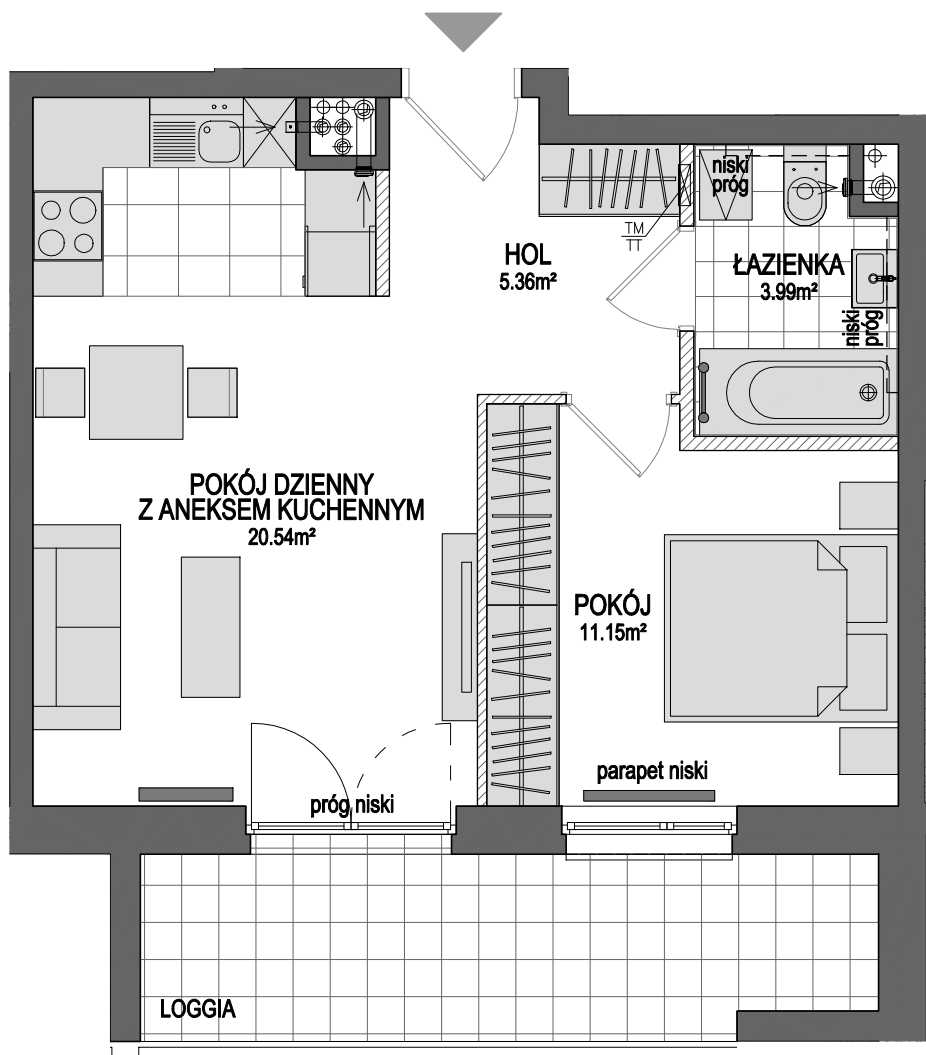 niski
próg
TM
TT
HOL
5.36m²
ŁAZIENKA
3.99m²
niski
próg
POKÓJ DZIENNY
Z ANEKSEM KUCHENNYM
20.54m²
POKÓJ
11.15m²
parapet niski
próg niski
LOGGIA